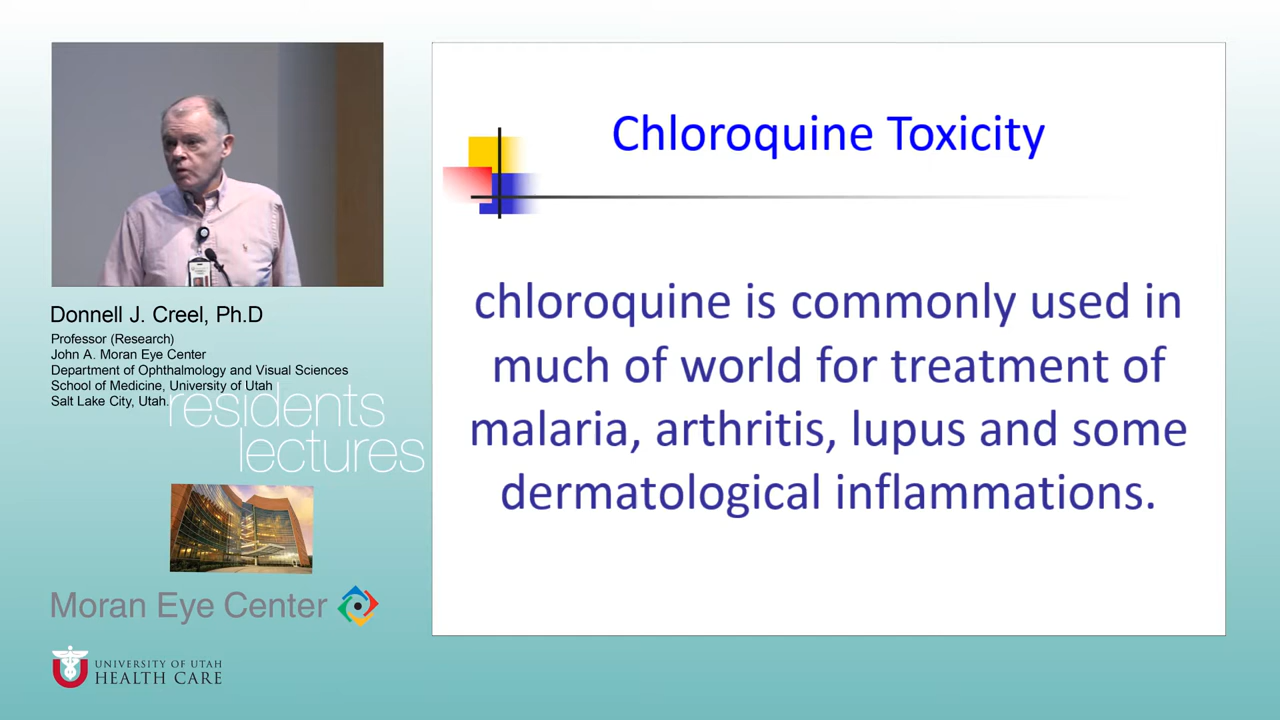 Chloroquine Toxicity
chloroquine is commonly used in
much of world for treatment of
malaria, arthritis, lupus and some
dermatological inflammations.
Donnell J. Creel, Ph.D
Professor (Research)
John A. Moran Eye Center
Department of Ophthalmology and Visual Sciences
School of Medicine, University of Utah
Salt Lake City, Utah.
residents
lectures
Moran Eye Center
UNIVERSITY OF UTAH
HEALTH CARE